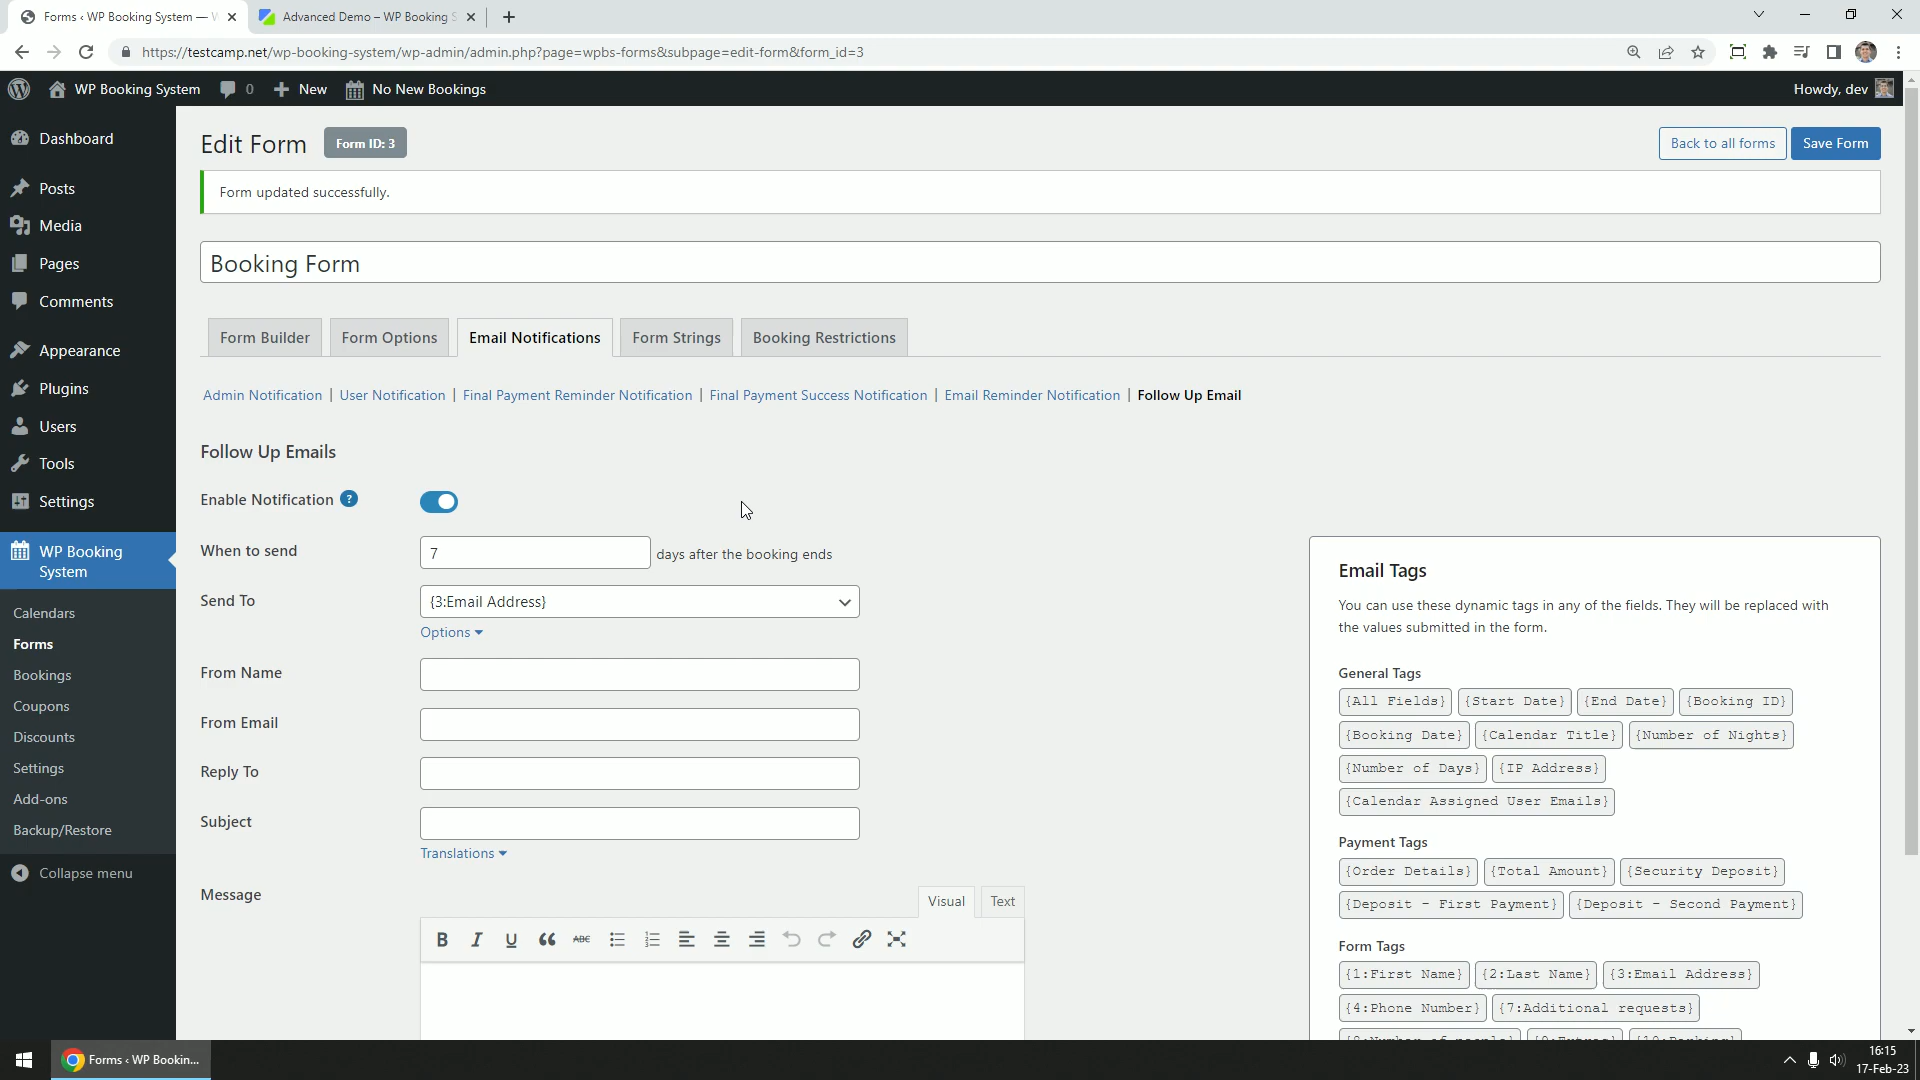 Forms ‹ WP Booking System — W
Advanced Demo – WP Booking S
https://testcamp.net/wp-booking-system/wp-admin/admin.php?page=wpbs-forms&subpage=edit-form&form_id=3
WP Booking System
0
New
No New Bookings
Howdy, dev
Dashboard
Posts
Media
Pages
Comments
Appearance
Plugins
Users
Tools
Settings
WP Booking
System
Calendars
Forms
Bookings
Coupons
Discounts
Settings
Add-ons
Backup/Restore
Collapse menu
Edit Form
Form ID: 3
Back to all forms
Save Form
Form updated successfully.
Booking Form
Form Builder
Form Options
Email Notifications
Form Strings
Booking Restrictions
Admin Notification | User Notification | Final Payment Reminder Notification | Final Payment Success Notification | Email Reminder Notification | Follow Up Email
Follow Up Emails
Enable Notification ?
When to send
7
days after the booking ends
Send To
{3:Email Address}
Options
From Name
From Email
Reply To
Subject
Translations
Message
Visual
Text
B I U ABC
Email Tags
You can use these dynamic tags in any of the fields. They will be replaced with
the values submitted in the form.
General Tags
{All Fields} {Start Date} {End Date} {Booking ID}
{Booking Date} {Calendar Title} {Number of Nights}
{Number of Days} {IP Address}
{Calendar Assigned User Emails}
Payment Tags
{Order Details} {Total Amount} {Security Deposit}
{Deposit - First Payment} {Deposit - Second Payment}
Form Tags
{1:First Name} {2:Last Name} {3:Email Address}
{4:Phone Number} {7:Additional requests}
Forms ‹ WP Bookin...
16:15
17-Feb-23